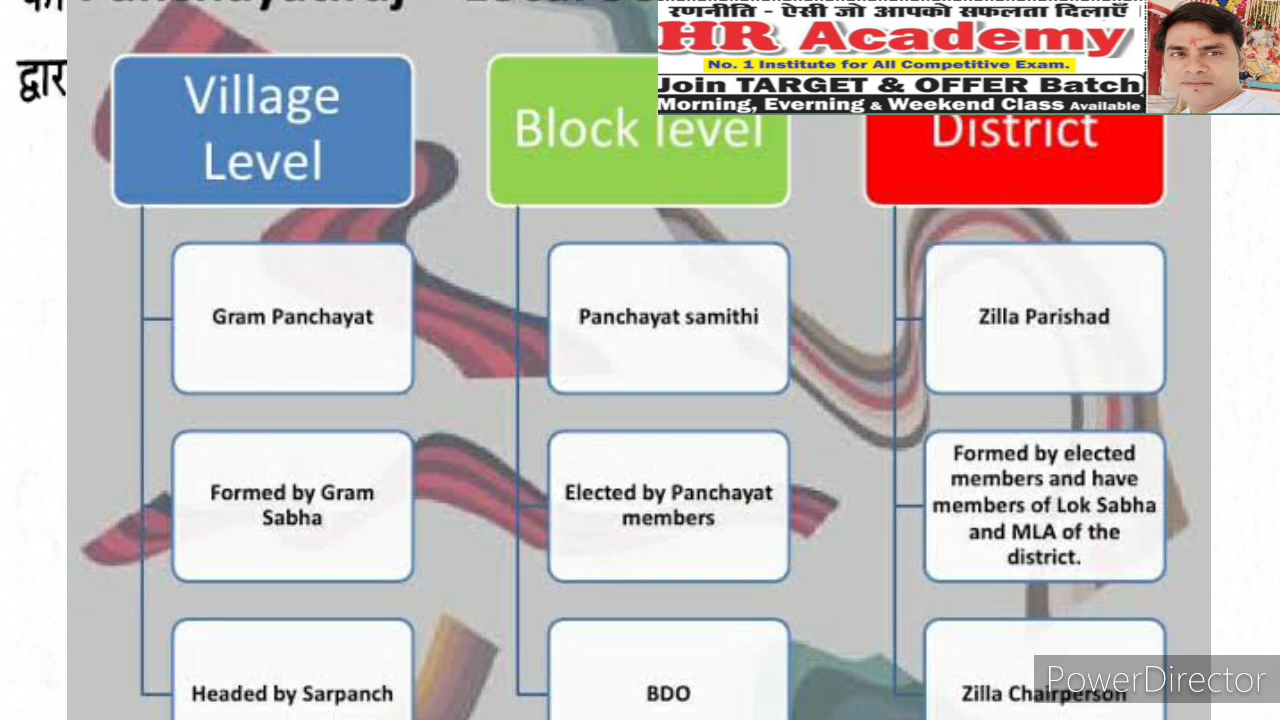 द्वार
रणनीति - ऐसी जो आपको सफलता दिलाएँ
HR Academy
No. 1 Institute for All Competitive Exam.
Join TARGET & OFFER Batch
Morning, Everning & Weekend Class Available
Village
Level
Block level
District
Gram Panchayat
Panchayat samithi
Zilla Parishad
Formed by Gram
Sabha
Elected by Panchayat
members
Formed by elected
members and have
members of Lok Sabha
and MLA of the
district.
Headed by Sarpanch
BDO
Zilla Chairperson
PowerDirector